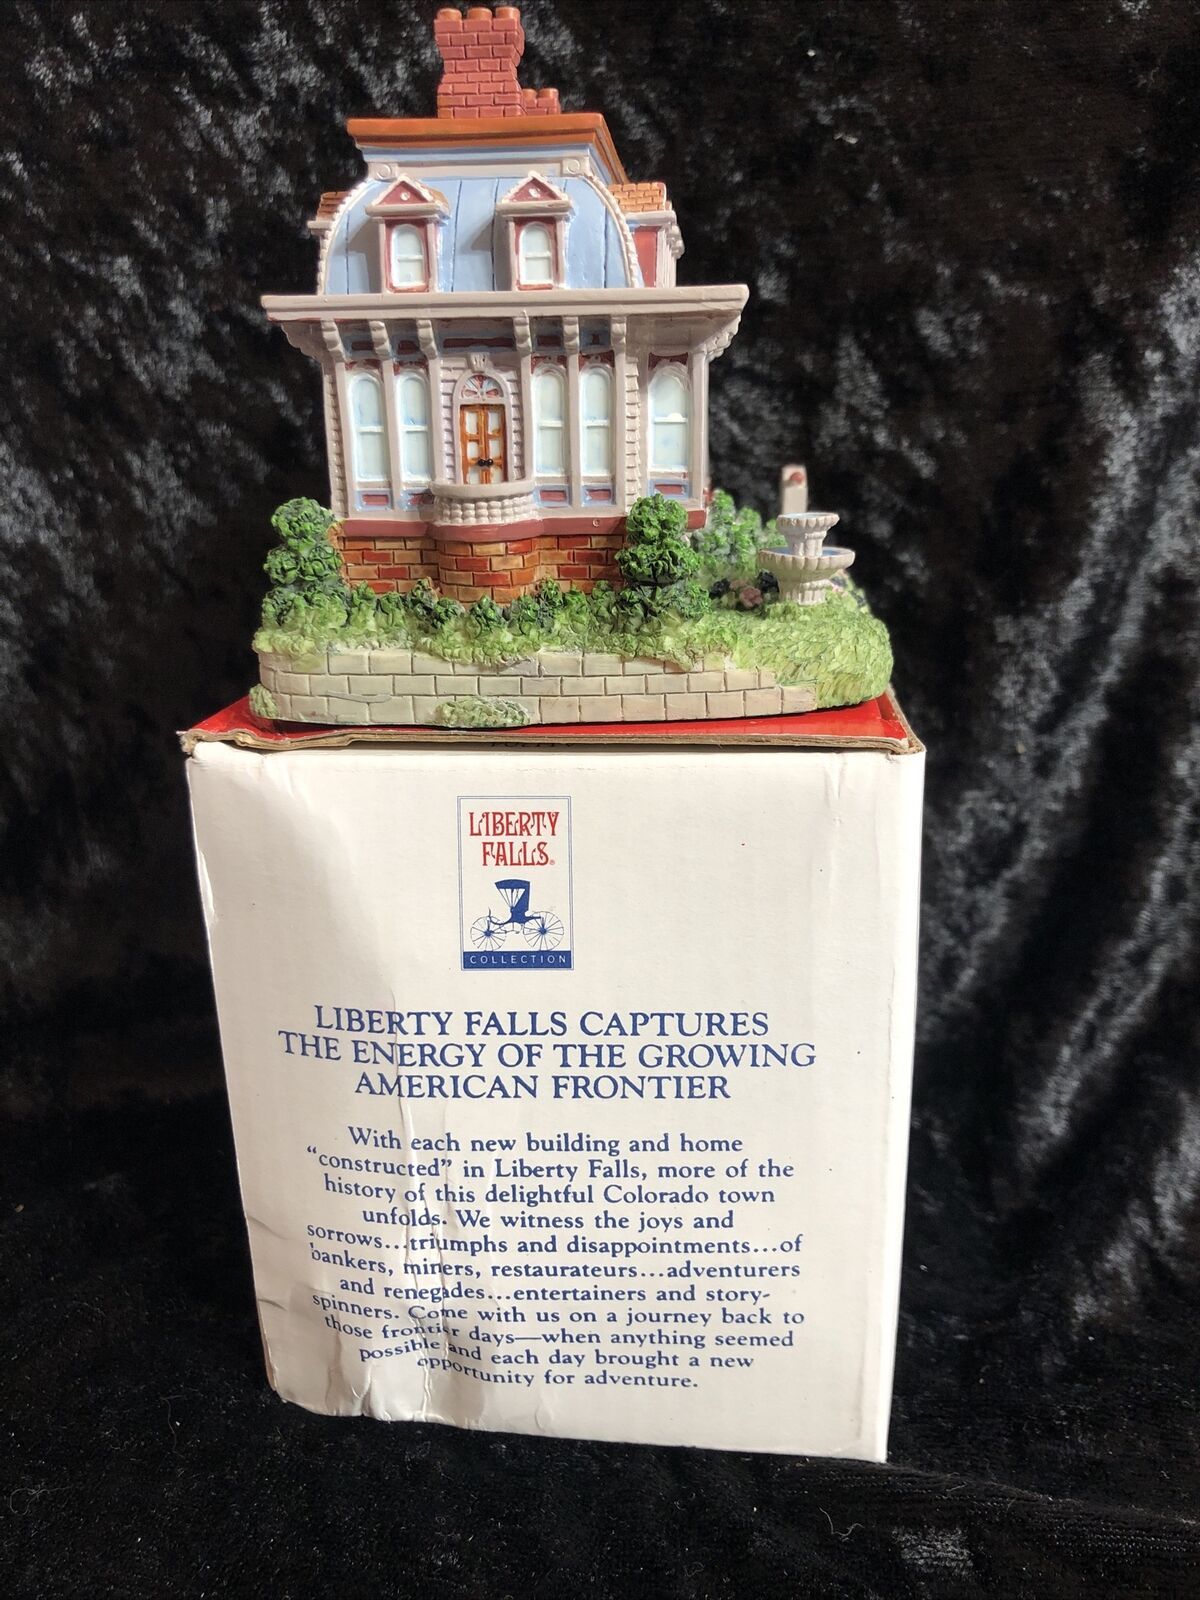 LIBERTY
FALLS®
COLLECTION
LIBERTY FALLS CAPTURES
THE ENERGY OF THE GROWING
AMERICAN FRONTIER
With each new building and home
“constructed” in Liberty Falls, more of the
history of this delightful Colorado town
unfolds. We witness the joys and
sorrows...triumphs and disappointments...of
bankers, miners, restaurateurs...adventurers
and renegades...entertainers and story-
spinners. Come with us on a journey back to
those frontier days—when anything seemed
possible and each day brought a new
opportunity for adventure.